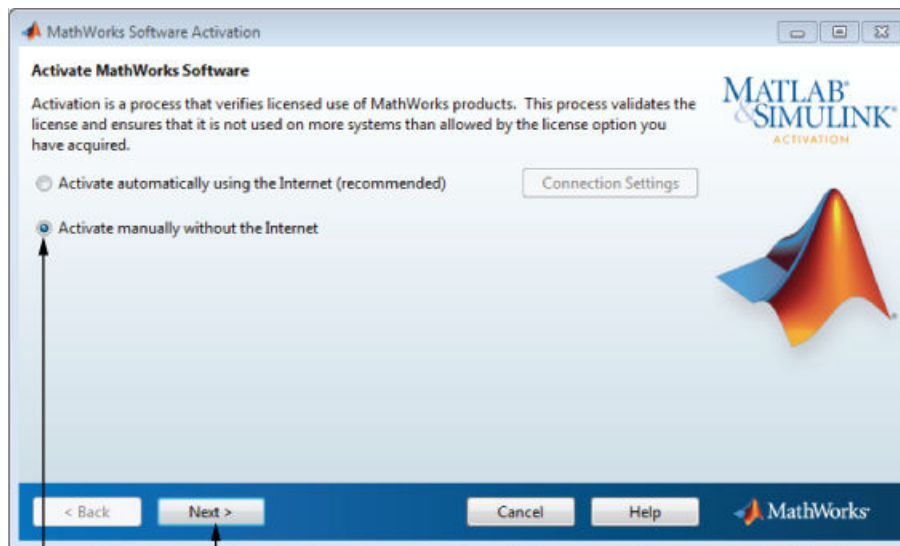 MathWorks Software Activation
Activate MathWorks Software
Activation is a process that verifies licensed use of MathWorks products. This process validates the
license and ensures that it is not used on more systems than allowed by the license option you
have acquired.
MATLAB®
&SIMULINK®
ACTIVATION
Activate automatically using the Internet (recommended)
Connection Settings
Activate manually without the Internet
< Back
Next >
Cancel
Help
MathWorks®